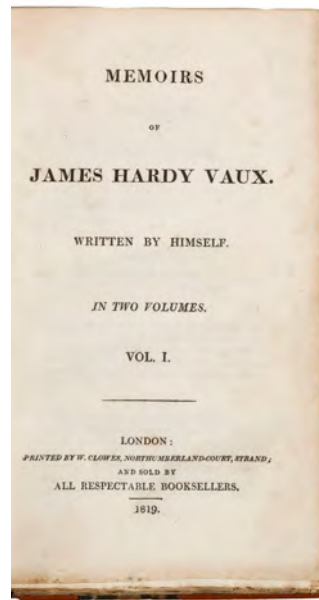 MEMOIRS
OF
JAMES HARDY VAUX.
WRITTEN BY HIMSELF.
IN TWO VOLUMES.
VOL. I.
LONDON:
PRINTED BY W. CLOWES, NORTHUMBERLAND-COURT, STRAND;
AND SOLD BY
ALL RESPECTABLE BOOKSELLERS.
1819.